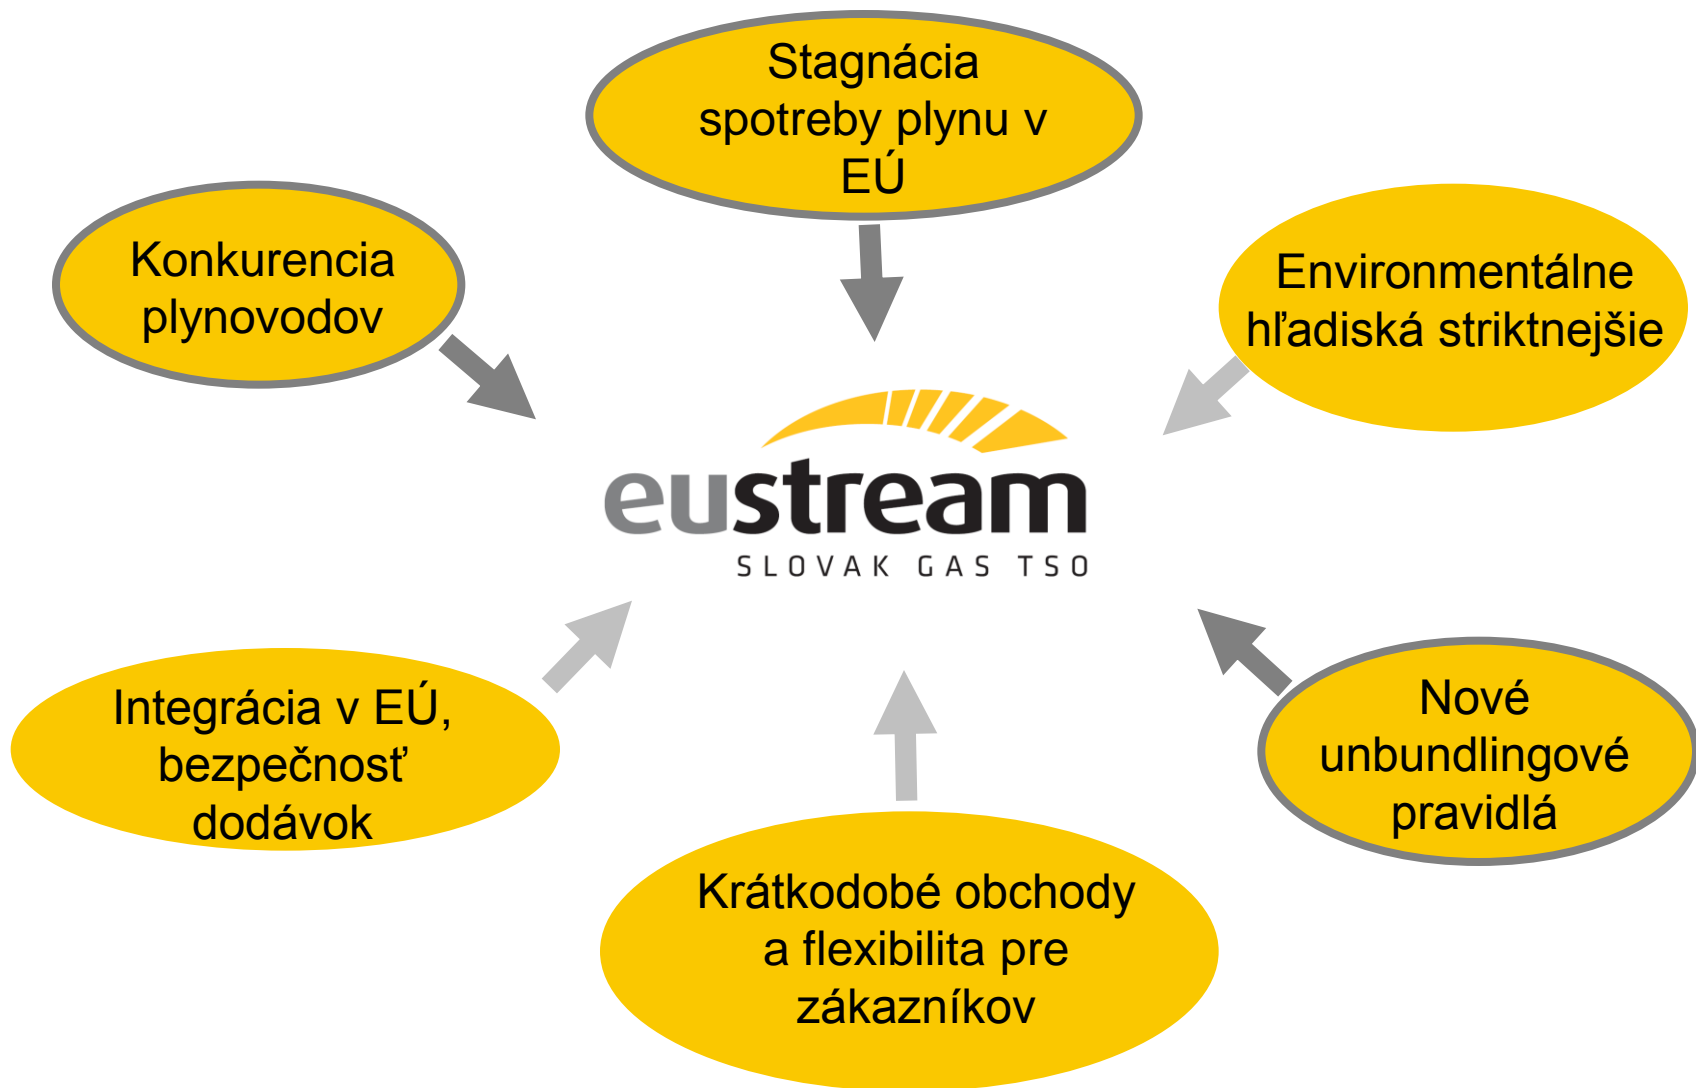 Stagnácia
spotreby plynu v
EÚ
Konkurencia
plynovodov
Environmentálne
hľadiská striktnejšie
eustream
SLOVAK GAS TSO
Integrácia v EÚ,
bezpečnosť
dodávok
Nové
unbundlingové
pravidlá
Krátkodobé obchody
a flexibilita pre
zákazníkov